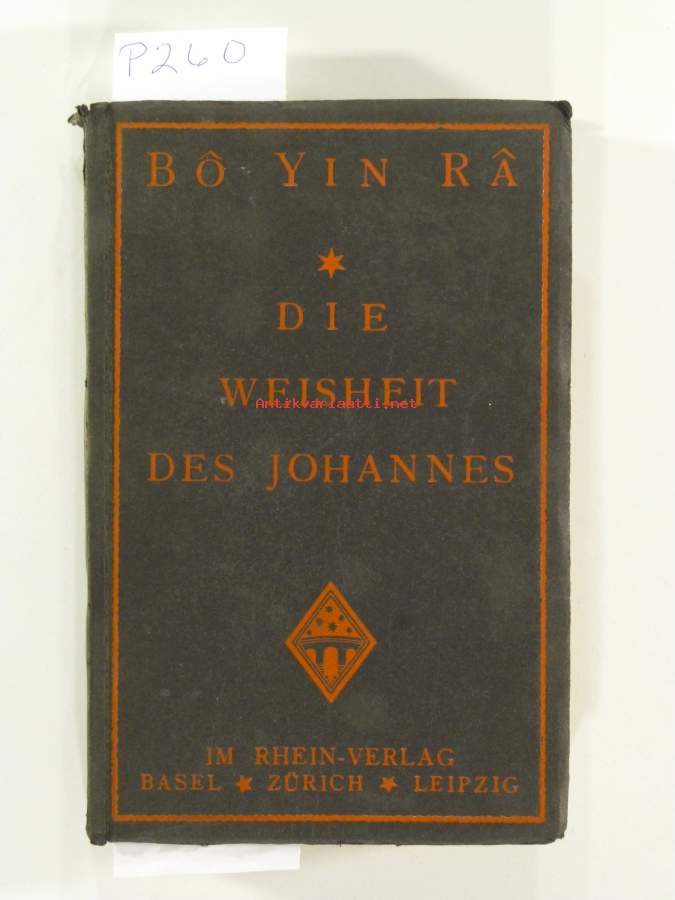 P260
BÔ YIN RÂ
DIE
WEISHEIT
Antikvariaatti.net
DES JOHANNES
IM RHEIN-VERLAG
BASEL ★ ZÜRICH ★ LEIPZIG